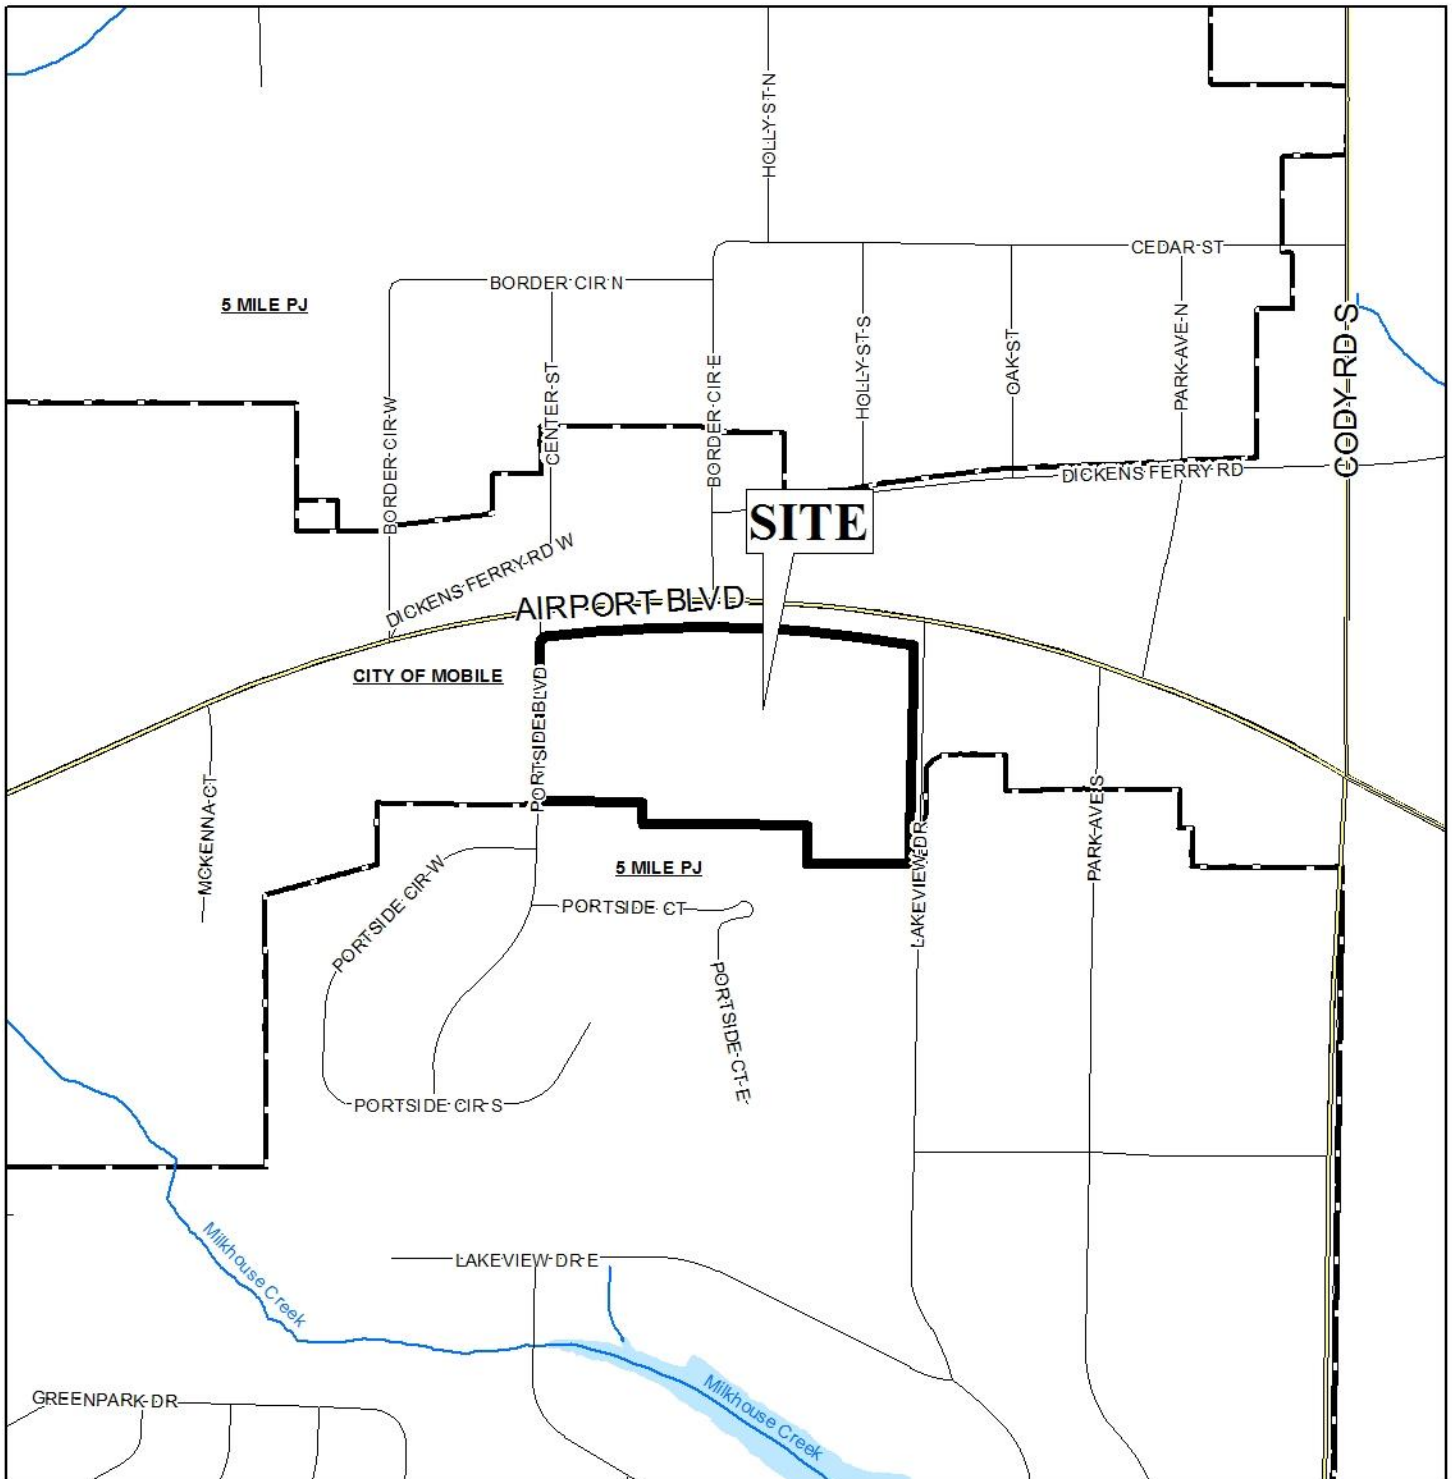 HOLLY ST N
CEDAR ST
BORDER CIR N
5 MILE PJ
CODY RD S
HOLLY ST S
OAK ST
PARK AVE N
CENTER ST
BORDER CIR E
BORDER CIR W
DICKENS FERRY RD
SITE
DICKENS FERRY RD W
AIRPORT BLVD
CITY OF MOBILE
PORTSIDE BLVD
MCKENNA CT
PARK AVE S
LAKEVIEW DR
5 MILE PJ
PORTSIDE CIR W
PORTSIDE CT
PORTSIDE CT E
PORTSIDE CIR S
Milkhouse Creek
LAKEVIEW DR E
GREENPARK DR
Milkhouse Creek